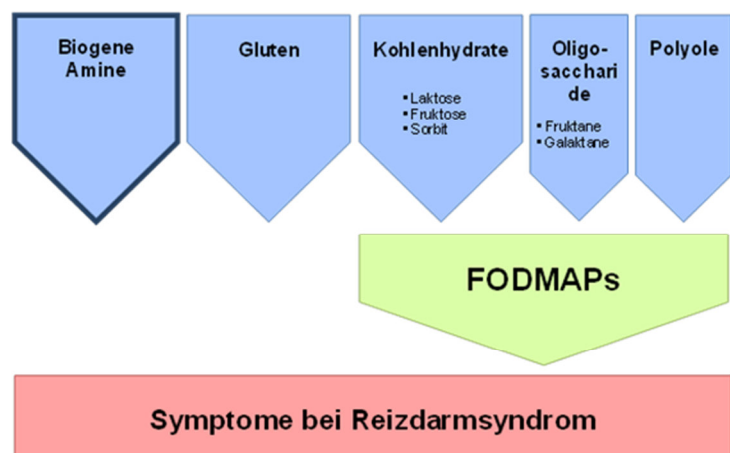 Biogene
Amine
Gluten
Kohlenhydrate
▪ Laktose
▪ Fruktose
▪ Sorbit
Oligo-
sacchari
de
▪ Fruktane
▪ Galaktane
Polyole
FODMAPs
Symptome bei Reizdarmsyndrom